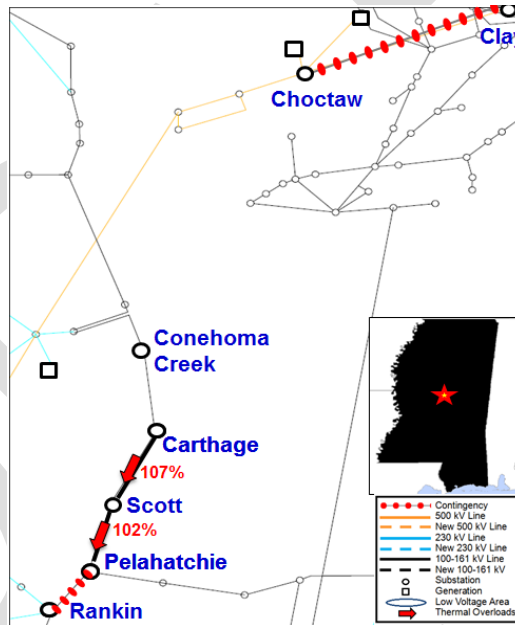 Clay
Choctaw
Conehoma
Creek
Carthage
107%
Scott
102%
Pelahatchie
Rankin
Contingency
500 kV Line
New 500 kV Line
230 kV Line
New 230 kV Line
100-161 kV Line
New 100-161 kV
Substation
Generation
Low Voltage Area
Thermal Overloads